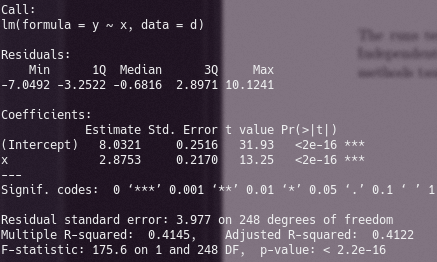 Call:
lm(formula = y ~ x, data = d)
Residuals:
    Min      1Q  Median      3Q     Max
-7.0492 -3.2522 -0.6816  2.8971 10.1241
Coefficients:
            Estimate Std. Error t value Pr(>|t|)
(Intercept)   8.0321     0.2516   31.93   <2e-16 ***
x             2.8753     0.2170   13.25   <2e-16 ***
---
Signif. codes:  0 ‘***’ 0.001 ‘**’ 0.01 ‘*’ 0.05 ‘.’ 0.1 ‘ ’ 1
Residual standard error: 3.977 on 248 degrees of freedom
Multiple R-squared:  0.4145,    Adjusted R-squared:  0.4122
F-statistic: 175.6 on 1 and 248 DF,  p-value: < 2.2e-16
The runs
Independent
methods